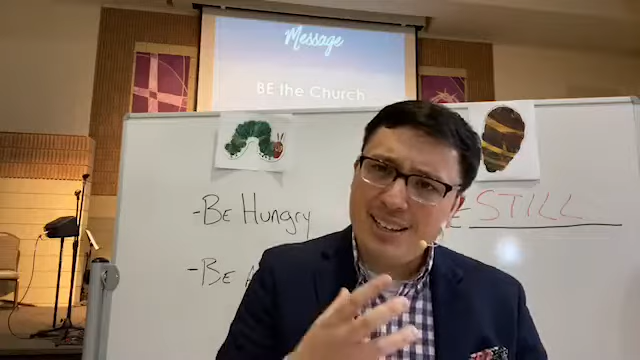 Message
BE the Church
-BE HUNGRY
STILL
-BE